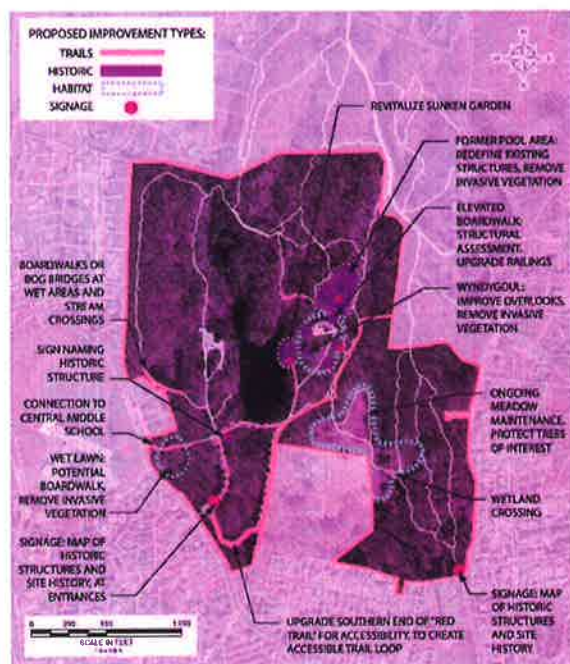 PROPOSED IMPROVEMENT TYPES:
TRAILS
HISTORIC
HABITAT
SIGNAGE
REVITALIZE SUNKEN GARDEN
FORMER POOL AREA:
REDEFINE EXISTING
STRUCTURES, REMOVE
INVASIVE VEGETATION
ELEVATED
BOARDWALK:
STRUCTURAL
ASSESSMENT,
UPGRADE RAILINGS
WYNDYGOUL:
IMPROVE OVERLOOKS,
REMOVE INVASIVE
VEGETATION
ONGOING
MEADOW
MAINTENANCE,
PROTECT TREES
OF INTEREST
WETLAND
CROSSING
SIGNAGE: MAP
OF HISTORIC
STRUCTURES
AND SITE
HISTORY
BOARDWALKS OR
BOG BRIDGES AT
WET AREAS AND
STREAM
CROSSINGS
SIGN NAMING
HISTORIC
STRUCTURE
CONNECTION TO
CENTRAL MIDDLE
SCHOOL
WET LAWN:
POTENTIAL
BOARDWALK,
REMOVE INVASIVE
VEGETATION
SIGNAGE: MAP
OF HISTORIC
STRUCTURES AND
SITE HISTORY, AT
ENTRANCES
UPGRADE SOUTHERN END OF "RED
TRAIL" FOR ACCESSIBILITY, TO CREATE
ACCESSIBLE TRAIL LOOP
0
SCALE IN FEET